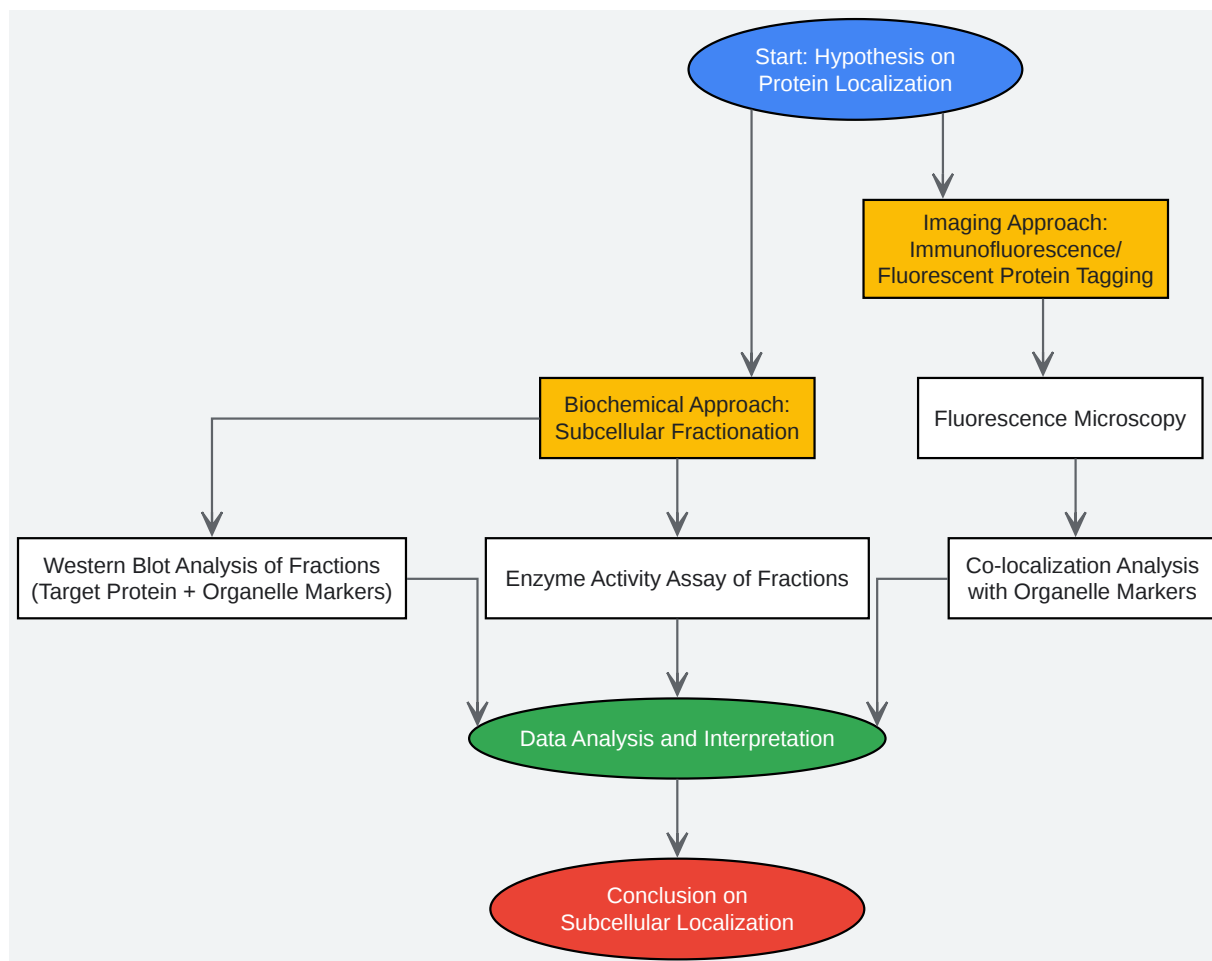 Start: Hypothesis on
Protein Localization
Imaging Approach:
Immunofluorescence/
Fluorescent Protein Tagging
Biochemical Approach:
Subcellular Fractionation
Fluorescence Microscopy
Western Blot Analysis of Fractions
(Target Protein + Organelle Markers)
Enzyme Activity Assay of Fractions
Co-localization Analysis
with Organelle Markers
Data Analysis and Interpretation
Conclusion on
Subcellular Localization